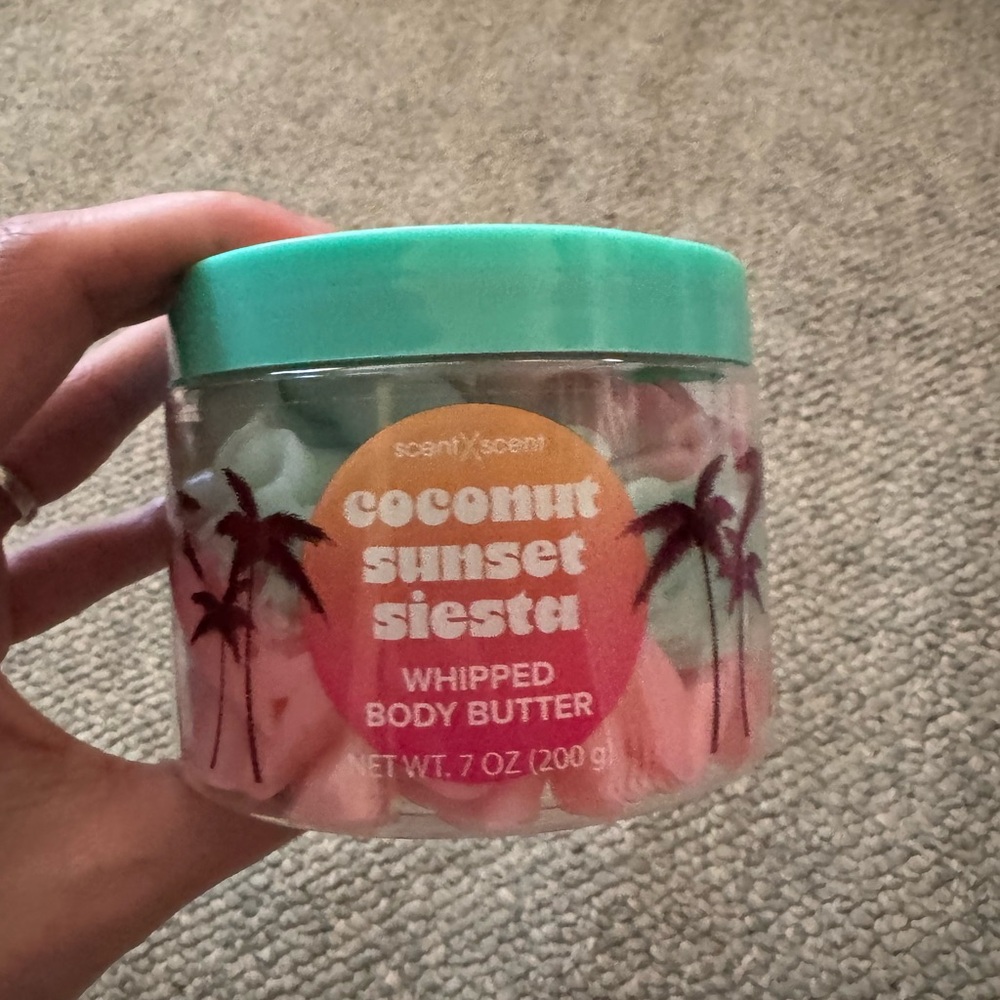 scentXscent
coconut
sunset
siesta
WHIPPED
BODY BUTTER
NET WT. 7 OZ (200 g)